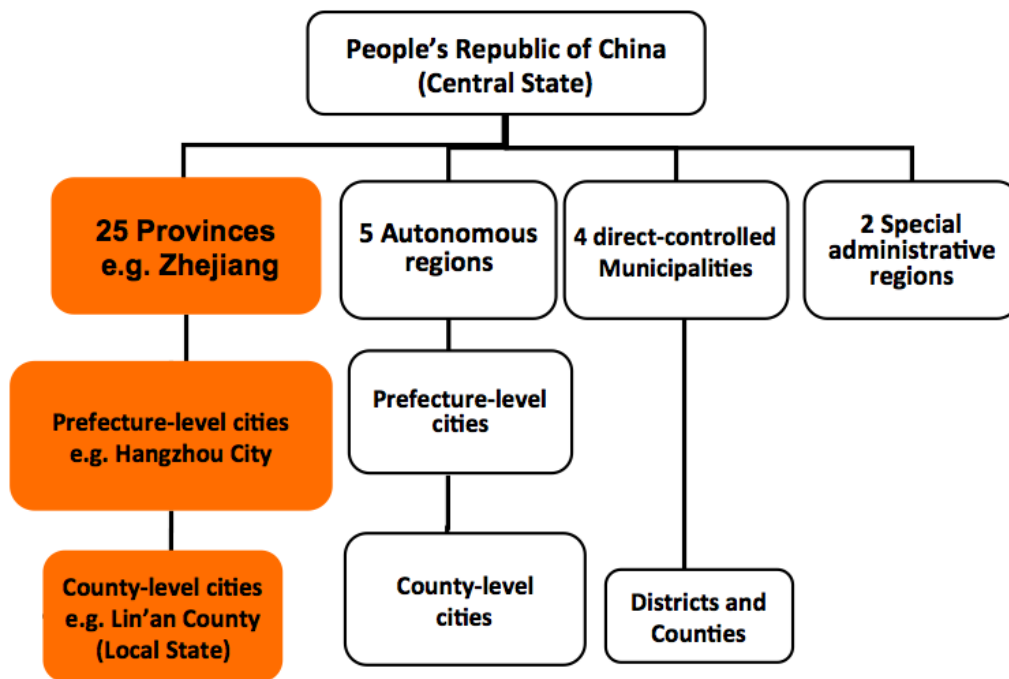 People’s Republic of China
(Central State)
25 Provinces
e.g. Zhejiang
5 Autonomous
regions
4 direct-controlled
Municipalities
2 Special
administrative
regions
Prefecture-level cities
e.g. Hangzhou City
Prefecture-level
cities
County-level cities
e.g. Lin’an County
(Local State)
County-level
cities
Districts and
Counties